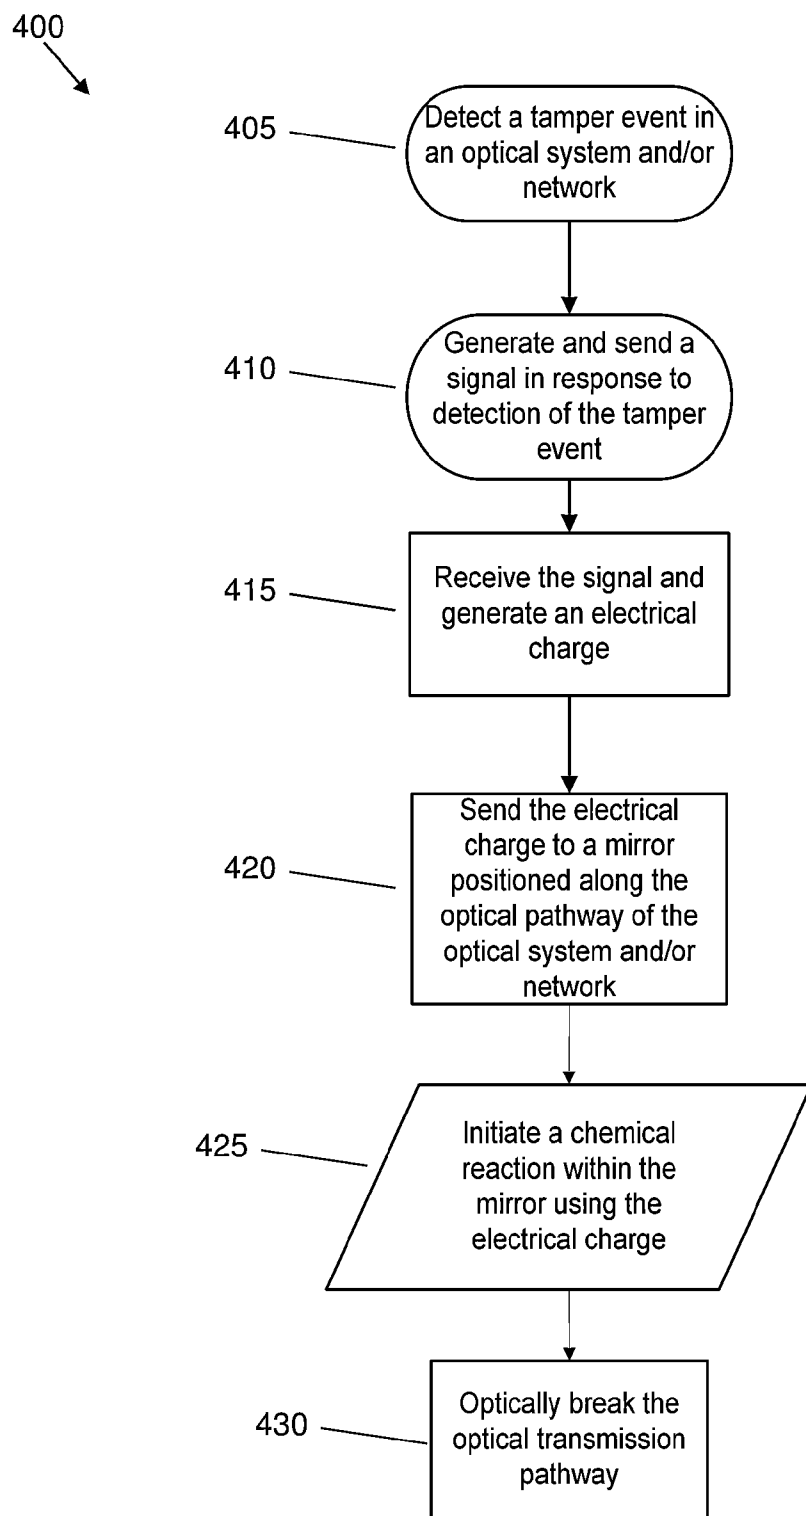 400
405
Detect a tamper event in
an optical system and/or
network
410
Generate and send a
signal in response to
detection of the tamper
event
415
Receive the signal and
generate an electrical
charge
420
Send the electrical
charge to a mirror
positioned along the
optical pathway of the
optical system and/or
network
425
Initiate a chemical
reaction within the
mirror using the
electrical charge
430
Optically break the
optical transmission
pathway